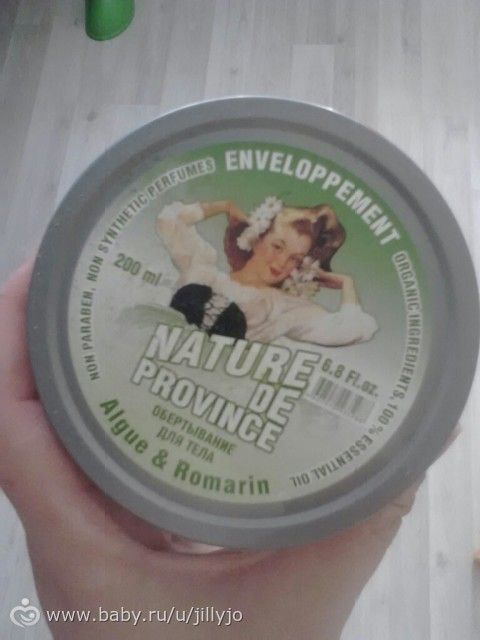 ENVELOPPEMENT
NON PARABEN, NON SYNTHETIC PERFUMES
ORGANIC INGREDIENTS, 100% ESSENTIAL OIL
200 ml
NATURE
DE
PROVINCE
6.8 Fl.oz.
ОБЕРТЫВАНИЕ
ДЛЯ ТЕЛА
Algue & Romarin
www.baby.ru/u/jillyjo